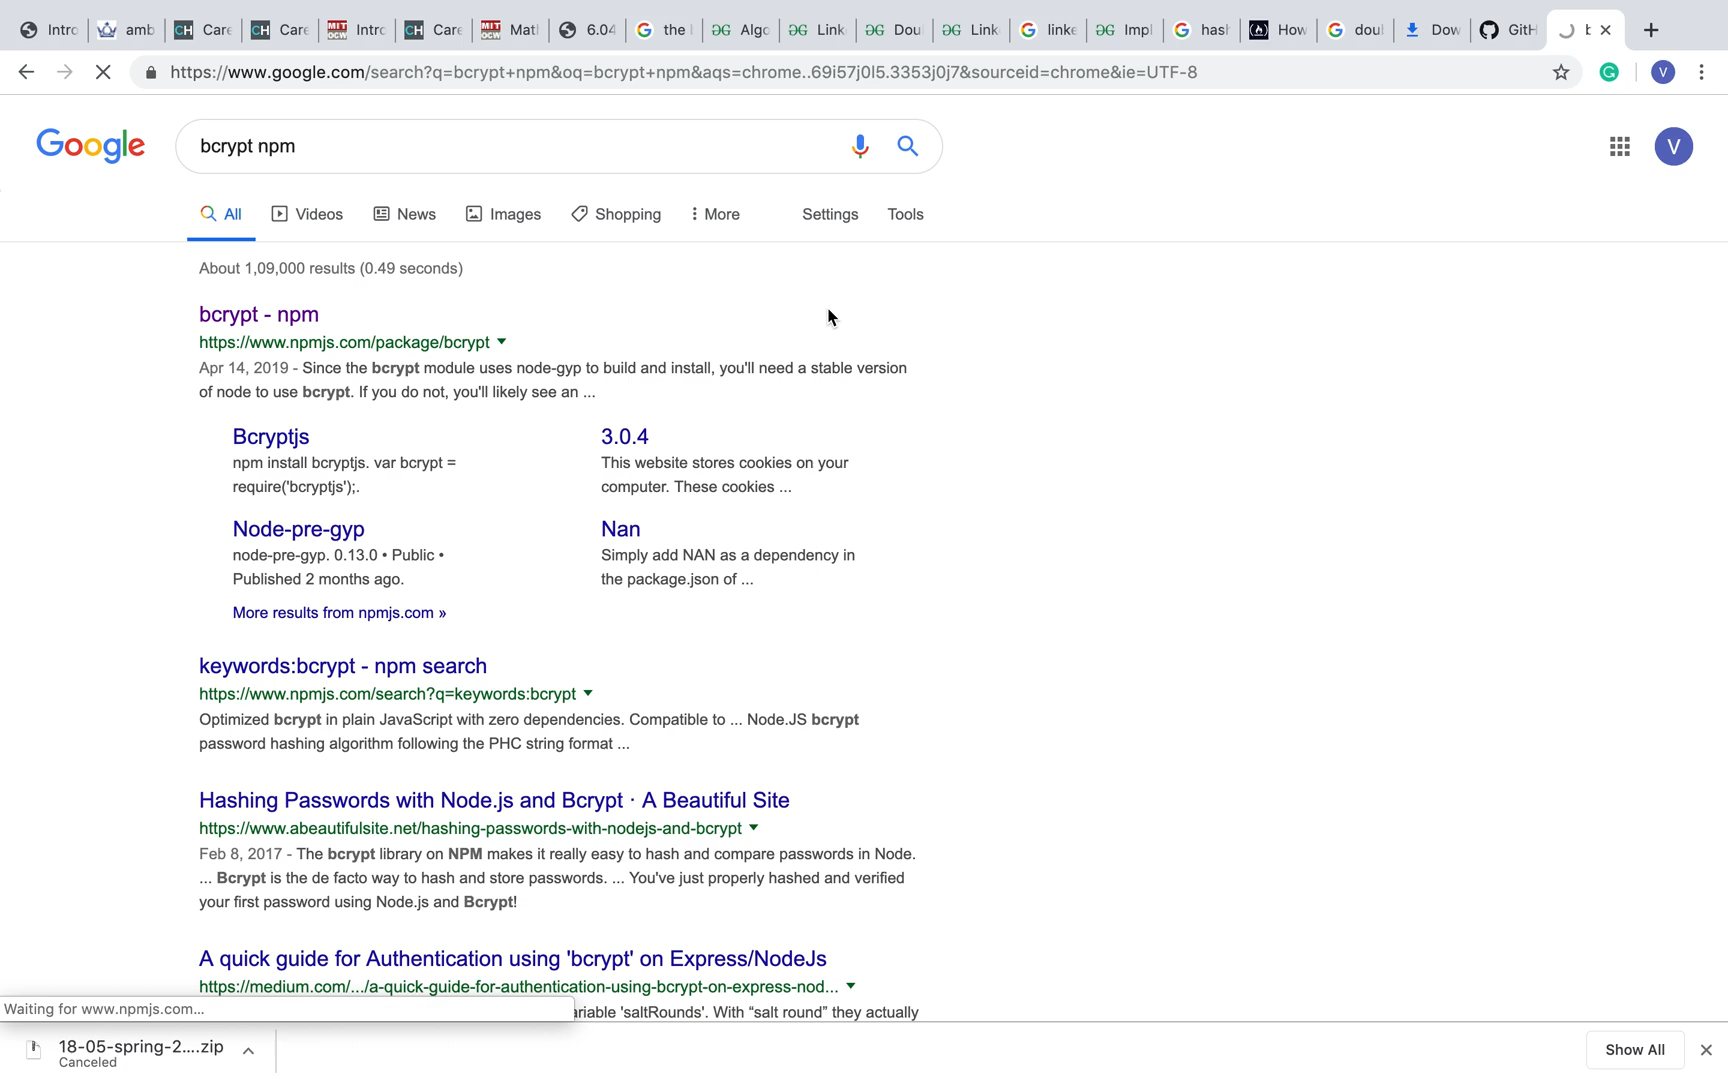 Intro
amb
CH Care
CH Care
MIT OCW Intro
CH Care
MIT OCW Mat
6.04
the
Algo
Link
Dou
Link
linke
Impl
hash
How
dou
Dow
GitH
https://www.google.com/search?q=bcrypt+npm&oq=bcrypt+npm&aqs=chrome..69i57j0l5.3353j0j7&sourceid=chrome&ie=UTF-8
V
Google
bcrypt npm
V
All
Videos
News
Images
Shopping
More
Settings
Tools
About 1,09,000 results (0.49 seconds)
bcrypt - npm
https://www.npmjs.com/package/bcrypt
Apr 14, 2019 - Since the bcrypt module uses node-gyp to build and install, you'll need a stable version
of node to use bcrypt. If you do not, you'll likely see an ...
Bcryptjs
npm install bcryptjs. var bcrypt =
require('bcryptjs');.
3.0.4
This website stores cookies on your
computer. These cookies ...
Node-pre-gyp
node-pre-gyp. 0.13.0 • Public •
Published 2 months ago.
Nan
Simply add NAN as a dependency in
the package.json of ...
More results from npmjs.com »
keywords:bcrypt - npm search
https://www.npmjs.com/search?q=keywords:bcrypt
Optimized bcrypt in plain JavaScript with zero dependencies. Compatible to ... Node.JS bcrypt
password hashing algorithm following the PHC string format ...
Hashing Passwords with Node.js and Bcrypt · A Beautiful Site
https://www.abeautifulsite.net/hashing-passwords-with-nodejs-and-bcrypt
Feb 8, 2017 - The bcrypt library on NPM makes it really easy to hash and compare passwords in Node.
... Bcrypt is the de facto way to hash and store passwords. ... You've just properly hashed and verified
your first password using Node.js and Bcrypt!
A quick guide for Authentication using 'bcrypt' on Express/NodeJs
https://medium.com/.../a-quick-guide-for-authentication-using-bcrypt-on-express-nod...
ariable 'saltRounds'. With “salt round” they actually
Waiting for www.npmjs.com...
18-05-spring-2....zip
Canceled
Show All